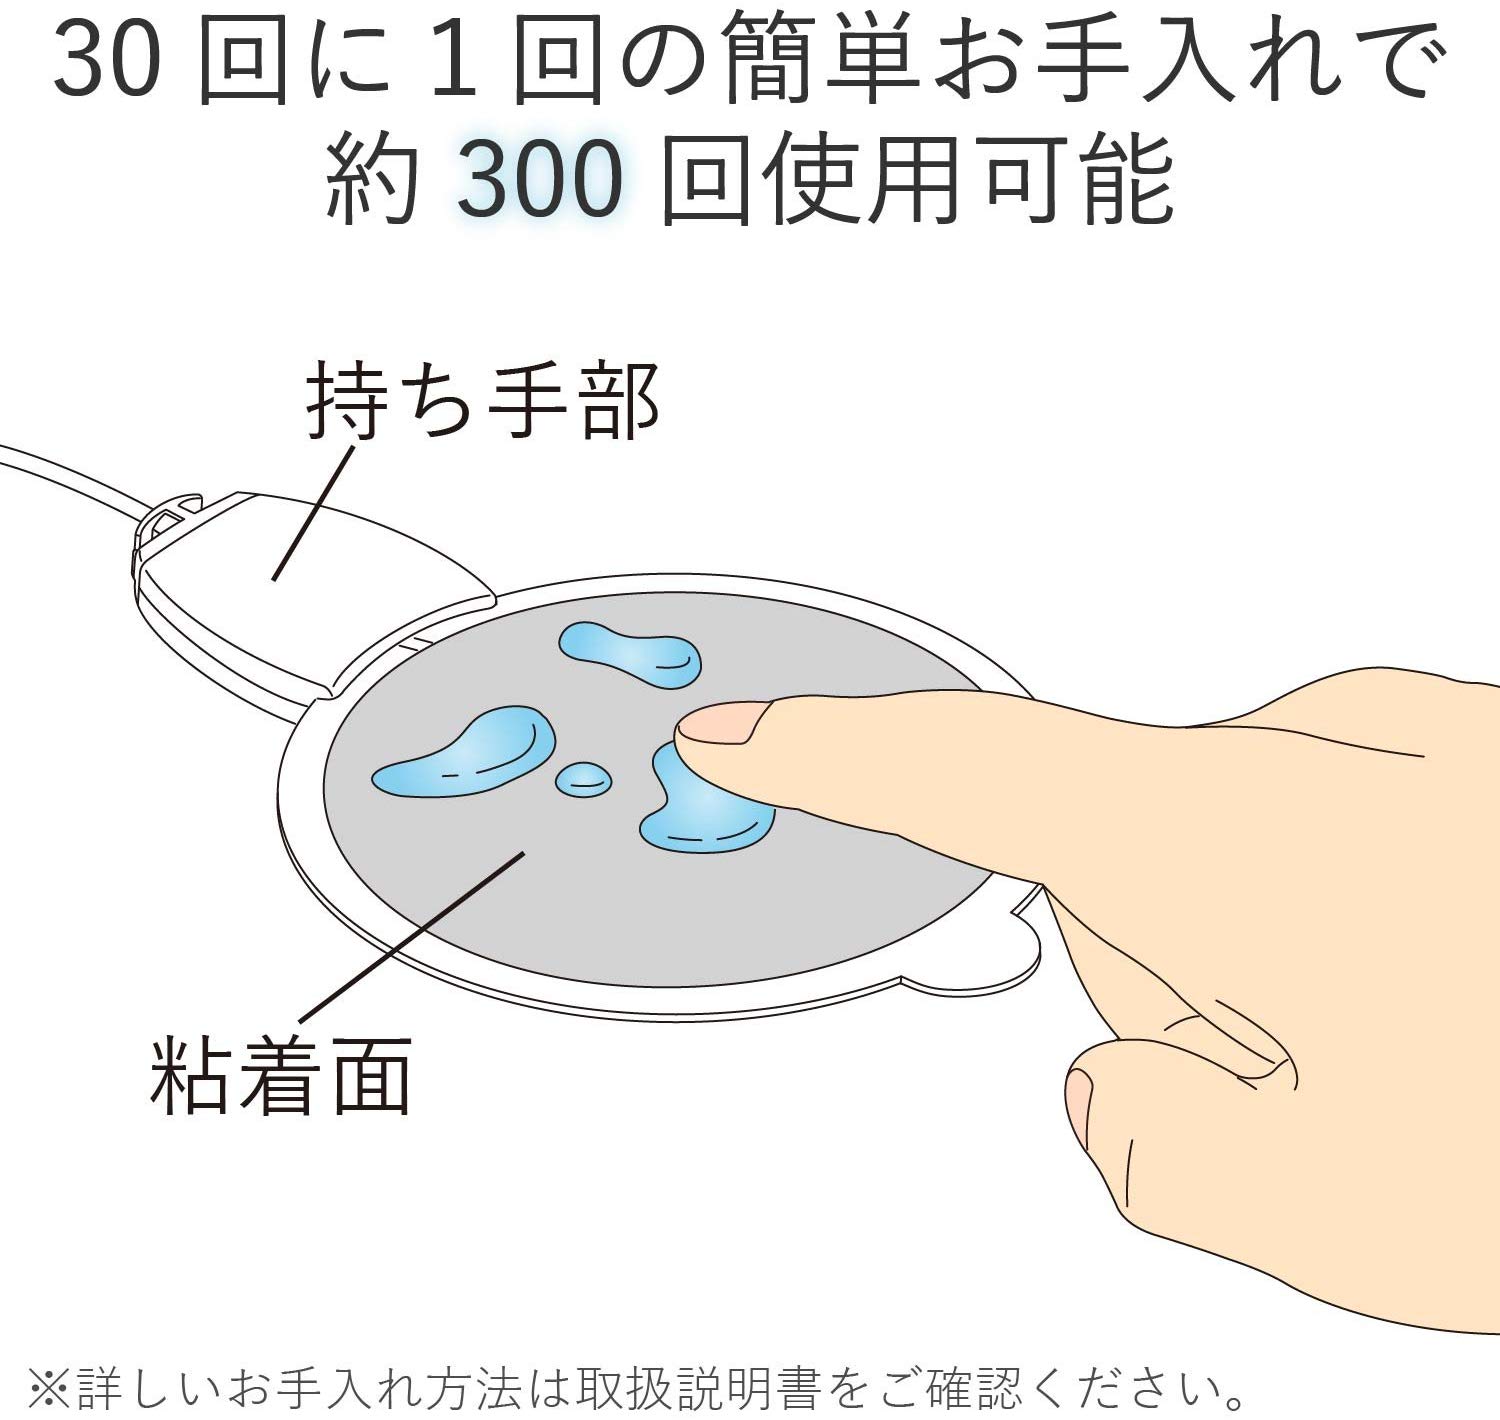 30 回に 1 回の簡単お手入れで
約 300 回使用可能
持ち手部
粘着面
※詳しいお手入れ方法は取扱説明書をご確認ください。